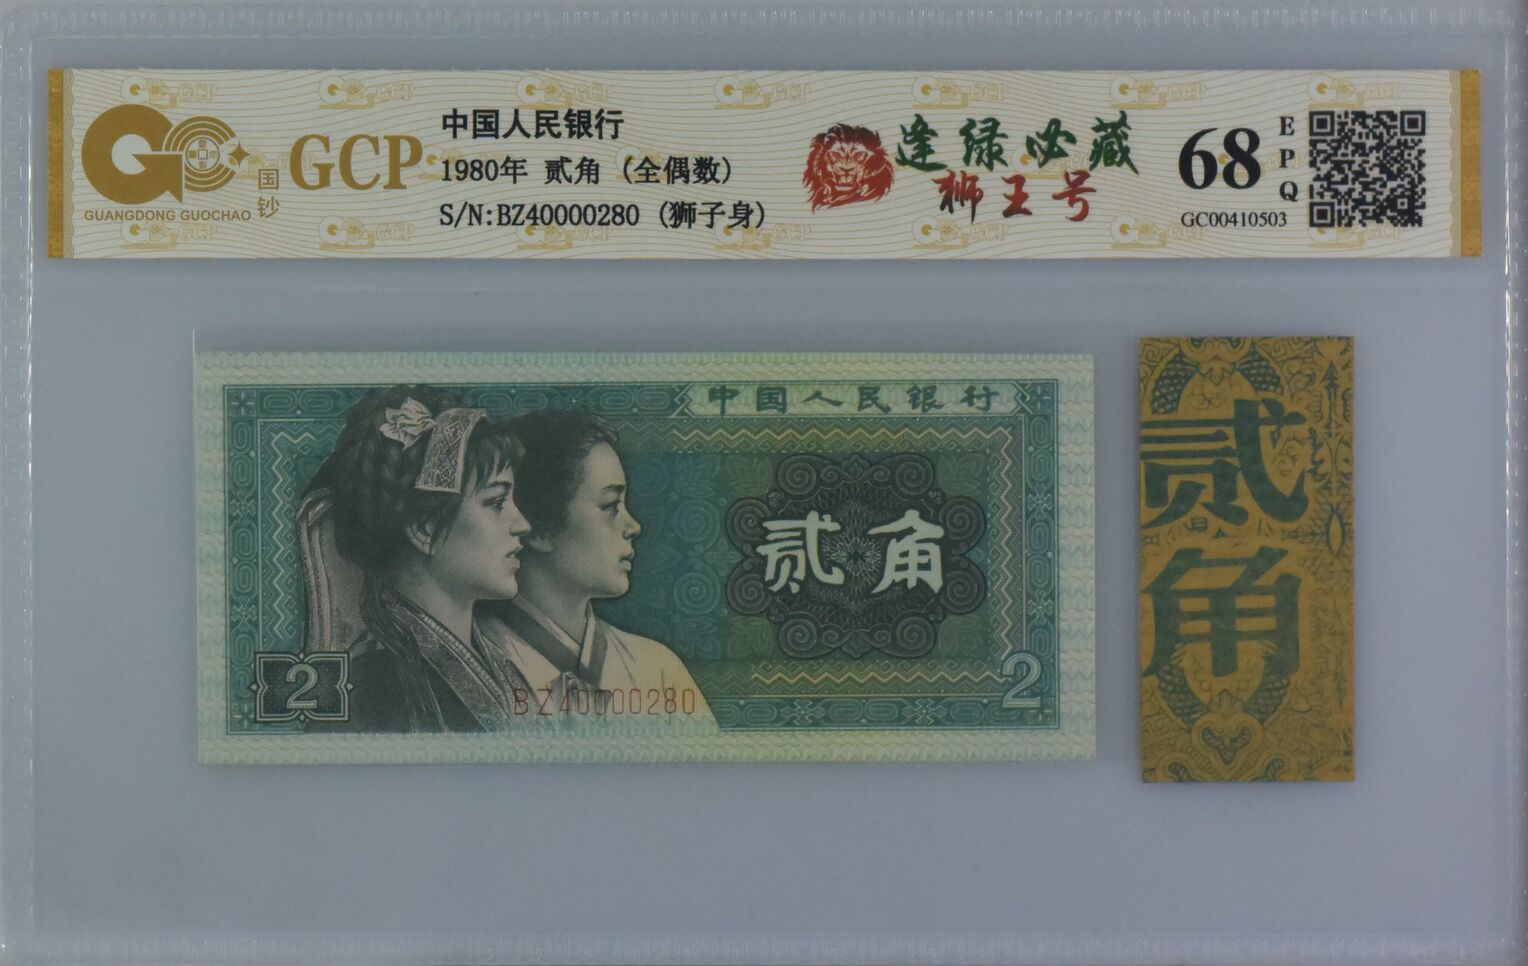 GCP
国
钞
GUANGDONG GUOCHAO
中国人民银行
1980年 贰角 (全偶数)
S/N:BZ40000280 (狮子身)
逢绿必藏
狮王号
68
EPQ
GC00410503
中国人民银行
贰角
2
BZ40000280
2
贰
角